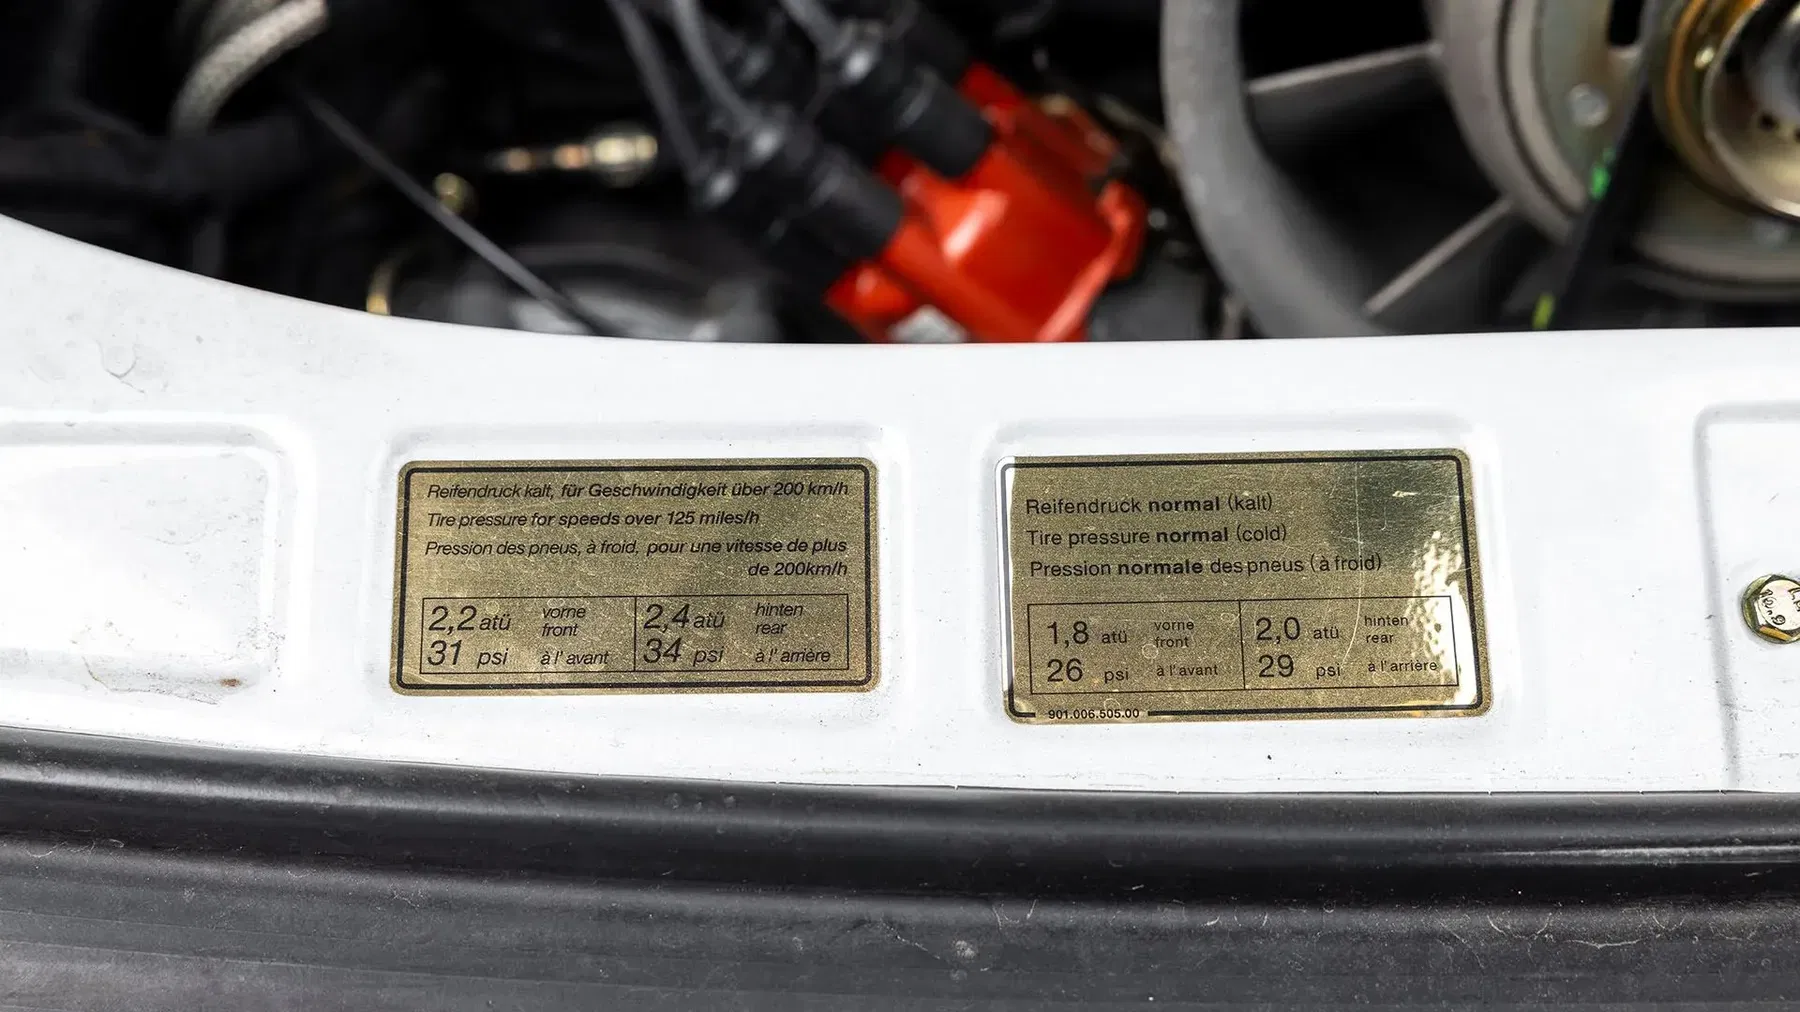 Reifendruck kalt, für Geschwindigkeit über 200 km/h
Tire pressure for speeds over 125 miles/h
Pression des pneus, à froid, pour une vitesse de plus
de 200km/h
2,2 atü vorne 2,4 atü hinten
front rear
31 psi à l'avant 34 psi à l'arrière
Reifendruck normal (kalt)
Tire pressure normal (cold)
Pression normale des pneus (à froid)
1,8 atü vorne 2,0 atü hinten
front rear
26 psi à l'avant 29 psi à l'arrière
901.006.505.00